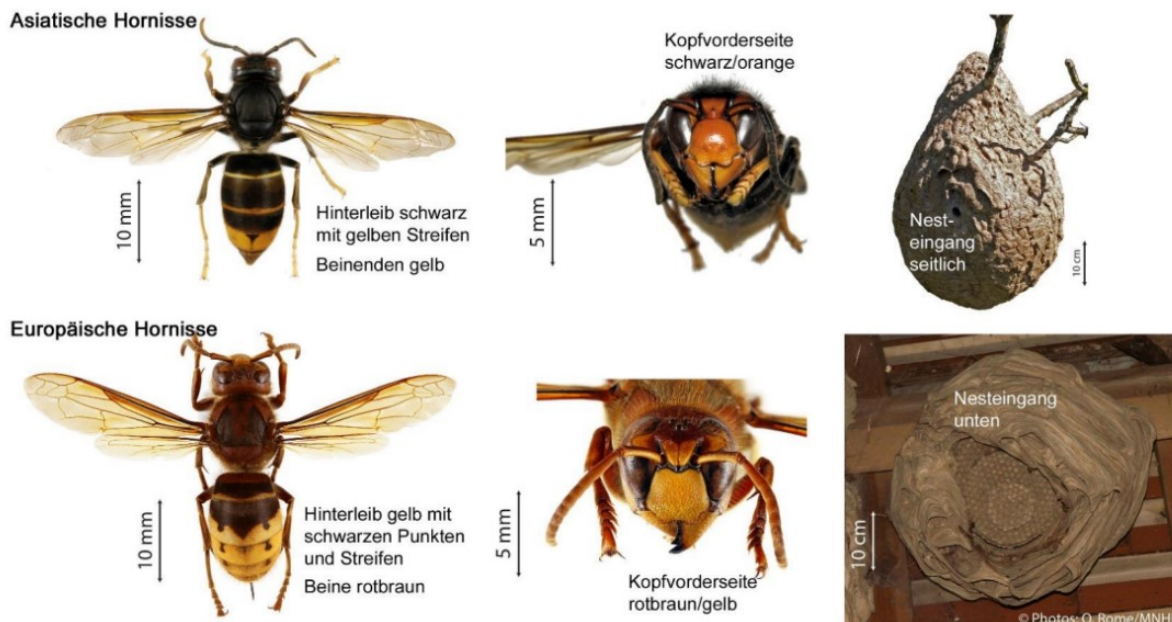 Asiatische Hornisse
10 mm
Hinterleib schwarz
mit gelben Streifen
Beinenden gelb
Kopfvorderseite
schwarz/orange
5 mm
Nest-
eingang
seitlich
10 cm
Europäische Hornisse
10 mm
Hinterleib gelb mit
schwarzen Punkten
und Streifen
Beine rotbraun
5 mm
Kopfvorderseite
rotbraun/gelb
Nesteingang
unten
10 cm
© Photos: Q. Rome/MNH